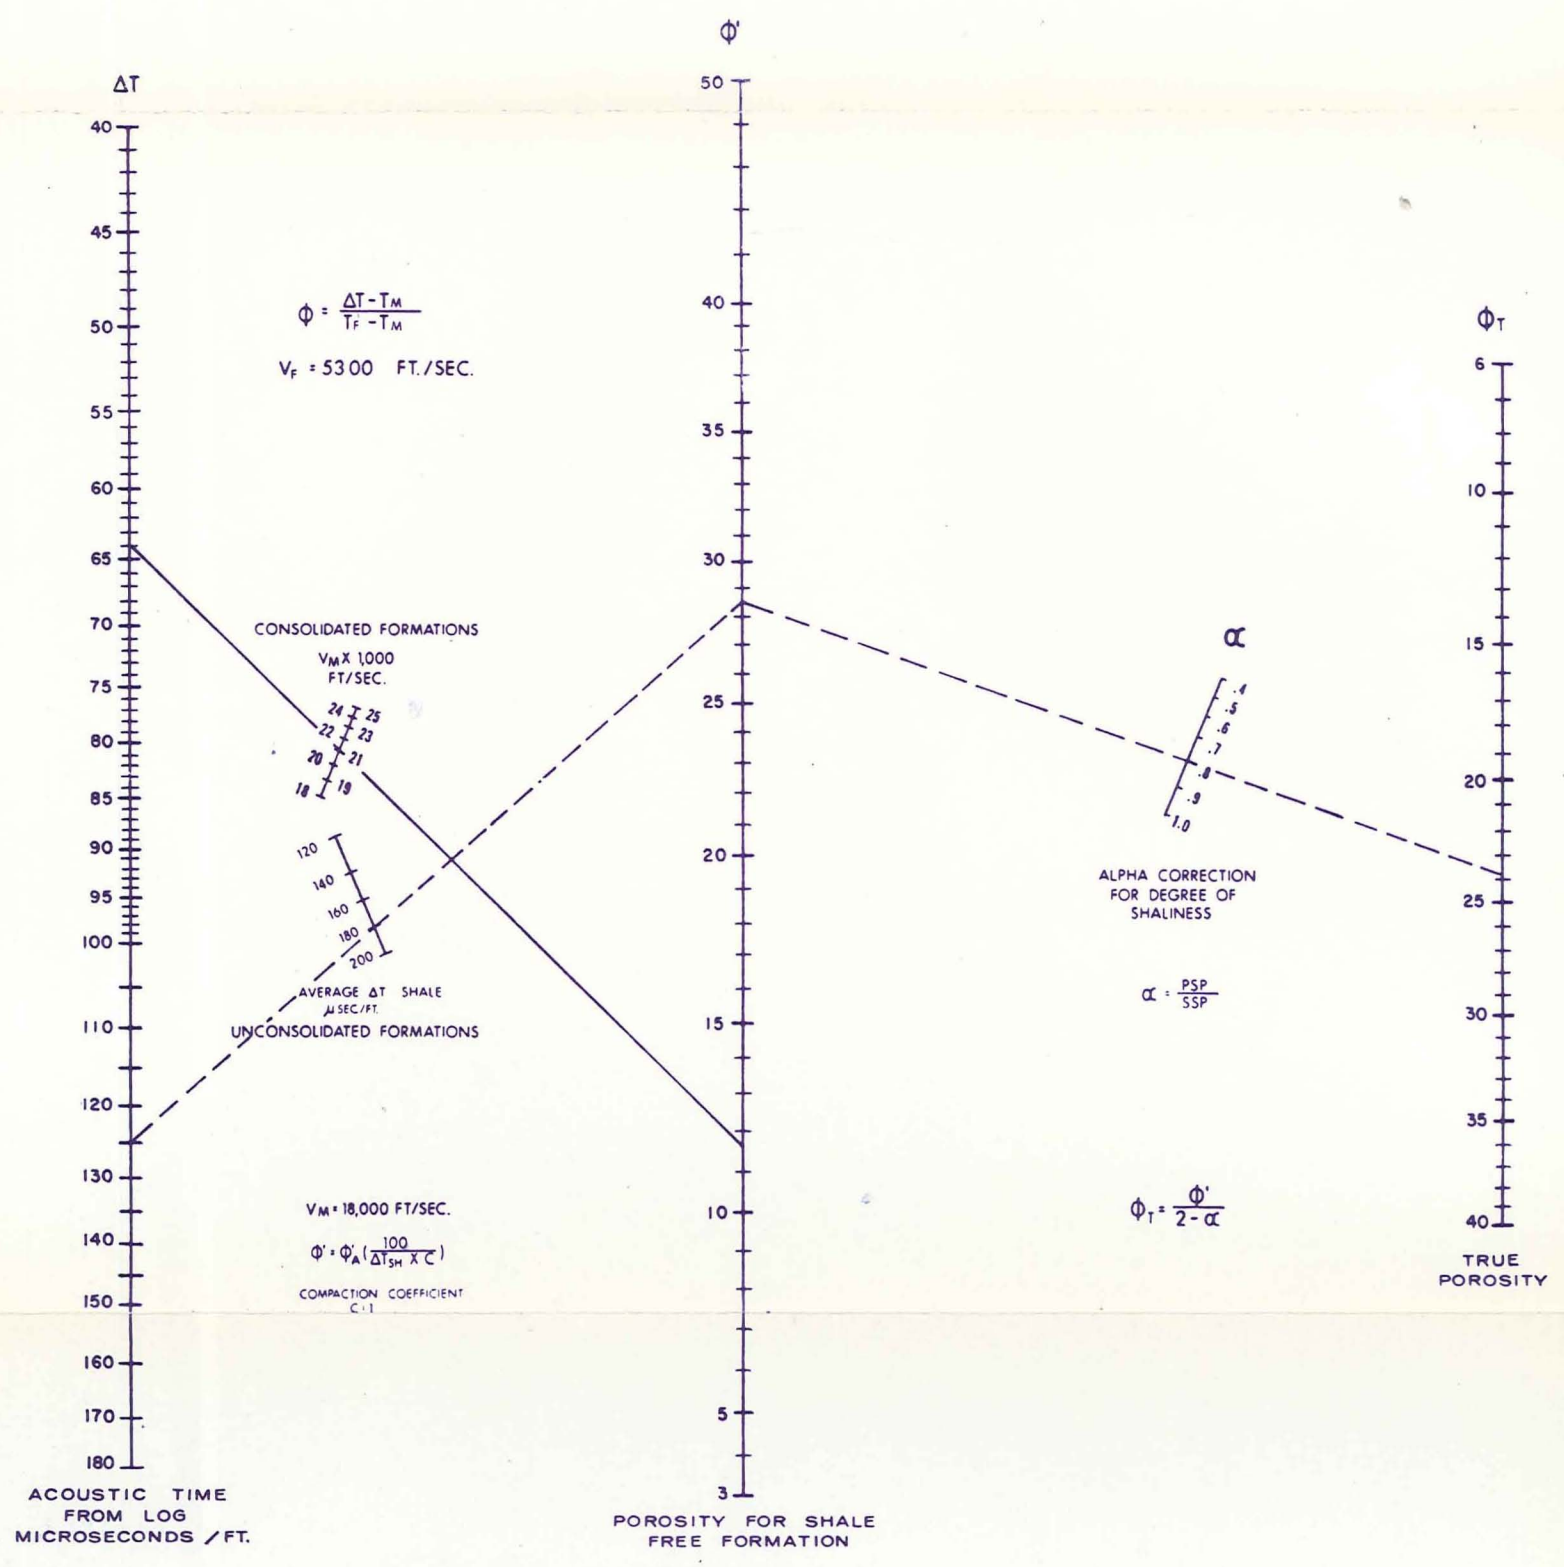 ΔT
40
45
50
55
60
65
70
75
80
85
90
95
100
110
120
130
140
150
160
170
180
ACOUSTIC TIME
FROM LOG
MICROSECONDS / FT.
Φ = (ΔT - TM) / (TF - TM)
VF = 5300 FT./SEC.
CONSOLIDATED FORMATIONS
VM X 1,000
FT/SEC.
24 25
22 23
20 21
18 19
120
140
160
180
200
AVERAGE ΔT SHALE
μSEC/FT.
UNCONSOLIDATED FORMATIONS
VM = 18,000 FT/SEC.
Φ' = Φ'A (100 / ΔTSH X C)
COMPACTION COEFFICIENT
C = 1
Φ'
50
40
35
30
25
20
15
10
5
3
POROSITY FOR SHALE
FREE FORMATION
α
.4
.5
.6
.7
.8
.9
1.0
ALPHA CORRECTION
FOR DEGREE OF
SHALINESS
α = PSP / SSP
ΦT = Φ' / (2 - α)
ΦT
6
10
15
20
25
30
35
40
TRUE
POROSITY